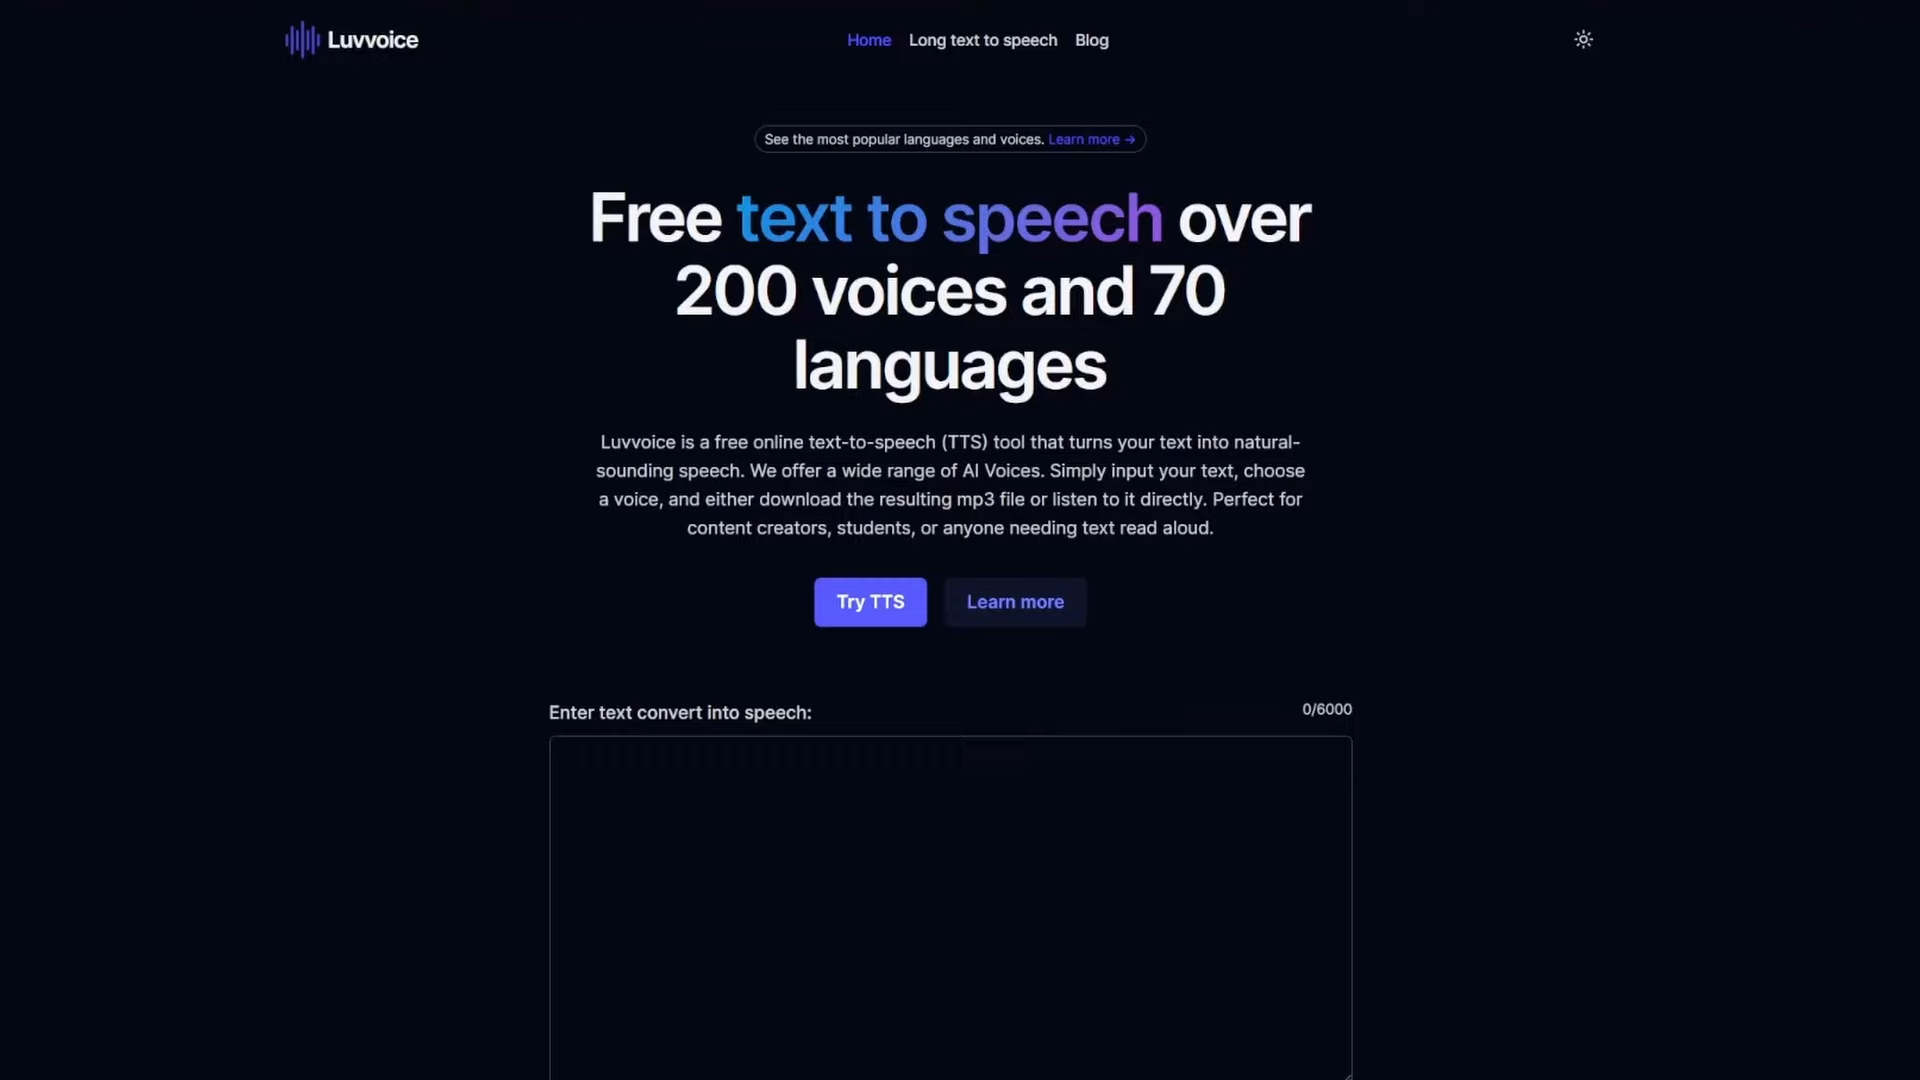 Luvvoice
Home Long text to speech Blog
See the most popular languages and voices. Learn more →
Free text to speech over
200 voices and 70
languages
Luvvoice is a free online text-to-speech (TTS) tool that turns your text into natural-
sounding speech. We offer a wide range of AI Voices. Simply input your text, choose
a voice, and either download the resulting mp3 file or listen to it directly. Perfect for
content creators, students, or anyone needing text read aloud.
Try TTS Learn more
Enter text convert into speech: 0/6000